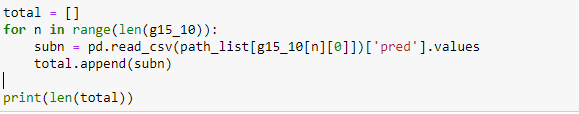 total = []
for n in range(len(g15_10)):
    subn = pd.read_csv(path_list[g15_10[n][0]])['pred'].values
    total.append(subn)
print(len(total))